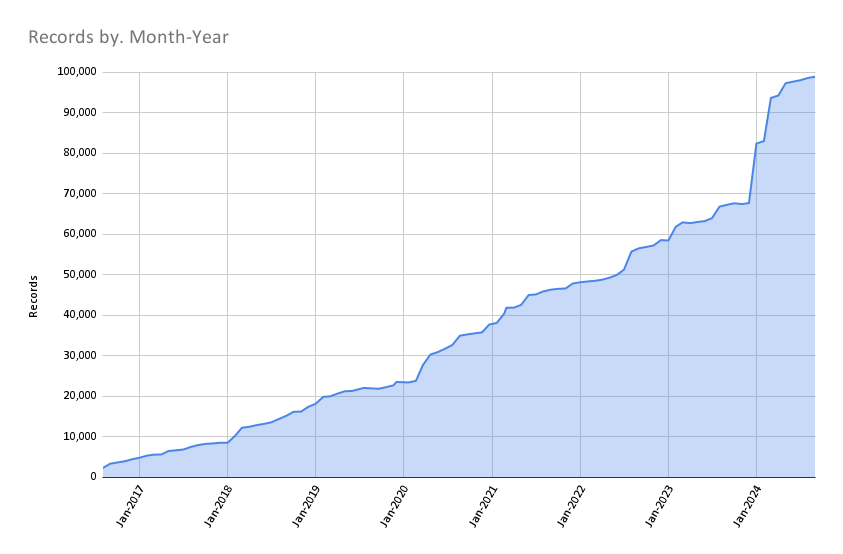 Records by. Month-Year
100,000
90,000
80,000
70,000
60,000
50,000
40,000
30,000
20,000
10,000
0
Records
Jan-2017
Jan-2018
Jan-2019
Jan-2020
Jan-2021
Jan-2022
Jan-2023
Jan-2024